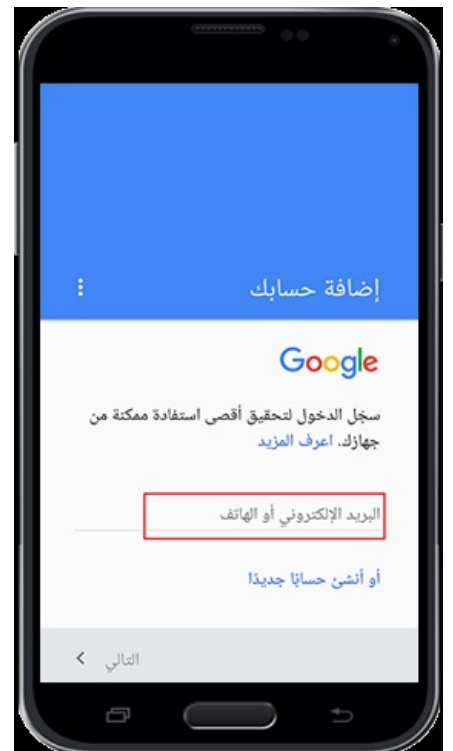 إضافة حسابك
Google
سجّل الدخول لتحقيق أقصى استفادة ممكنة من
جهازك. اعرف المزيد
البريد الإلكتروني أو الهاتف
أو أنشئ حسابًا جديدًا
التالي